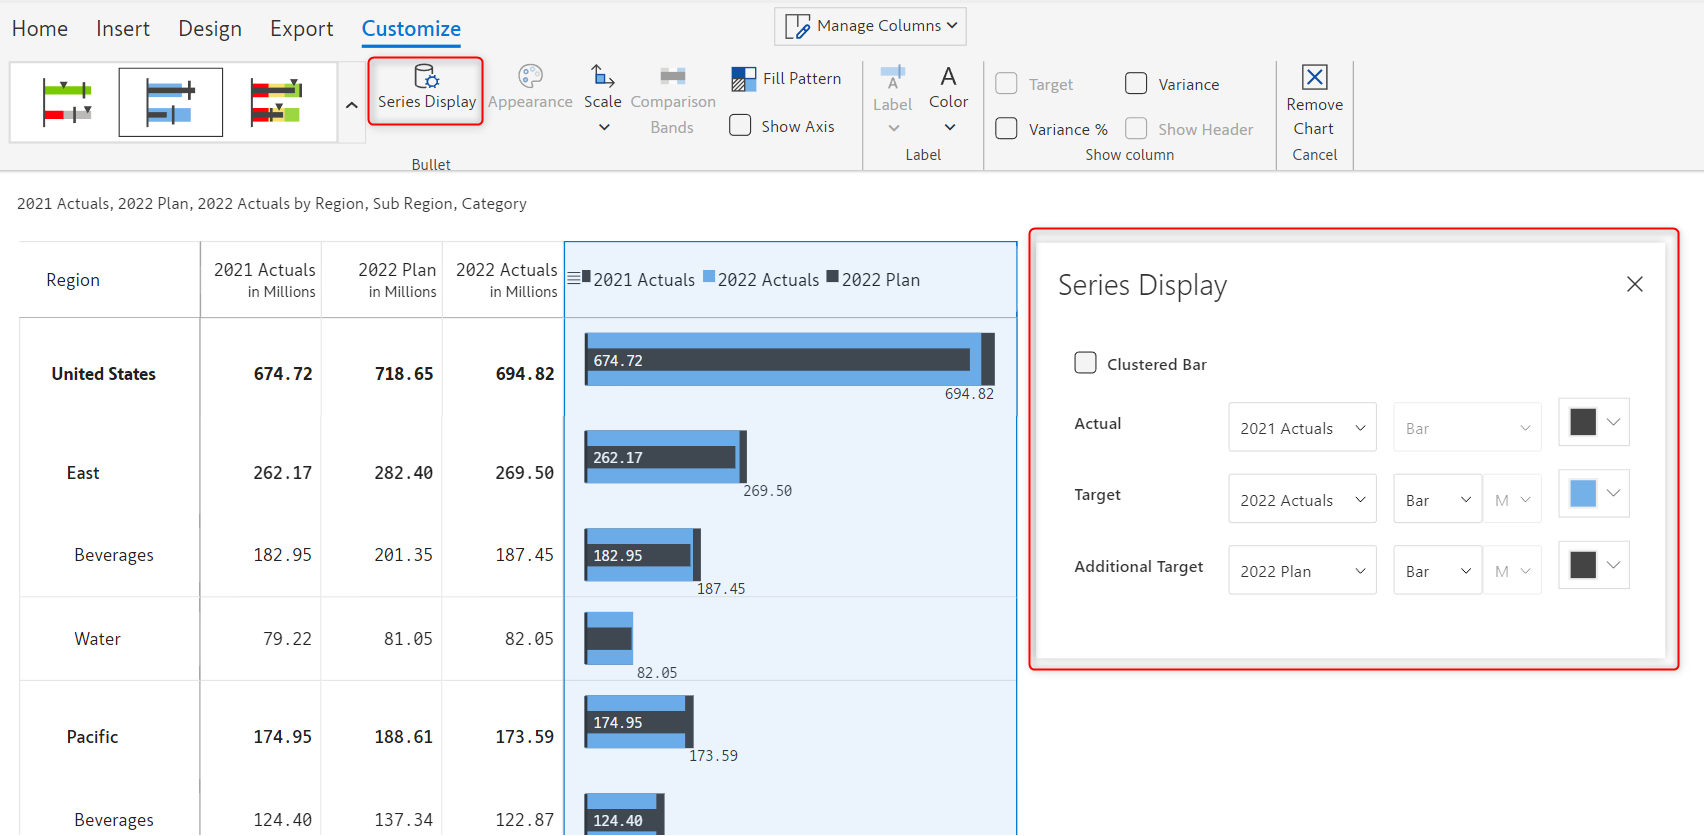 Home Insert Design Export Customize
Manage Columns
Series Display Appearance Scale Comparison Bands
Fill Pattern
Show Axis
Bullet
Label Color
Label
Target Variance
Variance % Show Header
Show column
Remove Chart
Cancel
2021 Actuals, 2022 Plan, 2022 Actuals by Region, Sub Region, Category
Region 2021 Actuals in Millions 2022 Plan in Millions 2022 Actuals in Millions 2021 Actuals 2022 Actuals 2022 Plan
United States 674.72 718.65 694.82 674.72
694.82
East 262.17 282.40 269.50 262.17
269.50
Beverages 182.95 201.35 187.45 182.95
187.45
Water 79.22 81.05 82.05
82.05
Pacific 174.95 188.61 173.59 174.95
173.59
Beverages 124.40 137.34 122.87 124.40
Series Display
Clustered Bar
Actual 2021 Actuals Bar
Target 2022 Actuals Bar M
Additional Target 2022 Plan Bar M